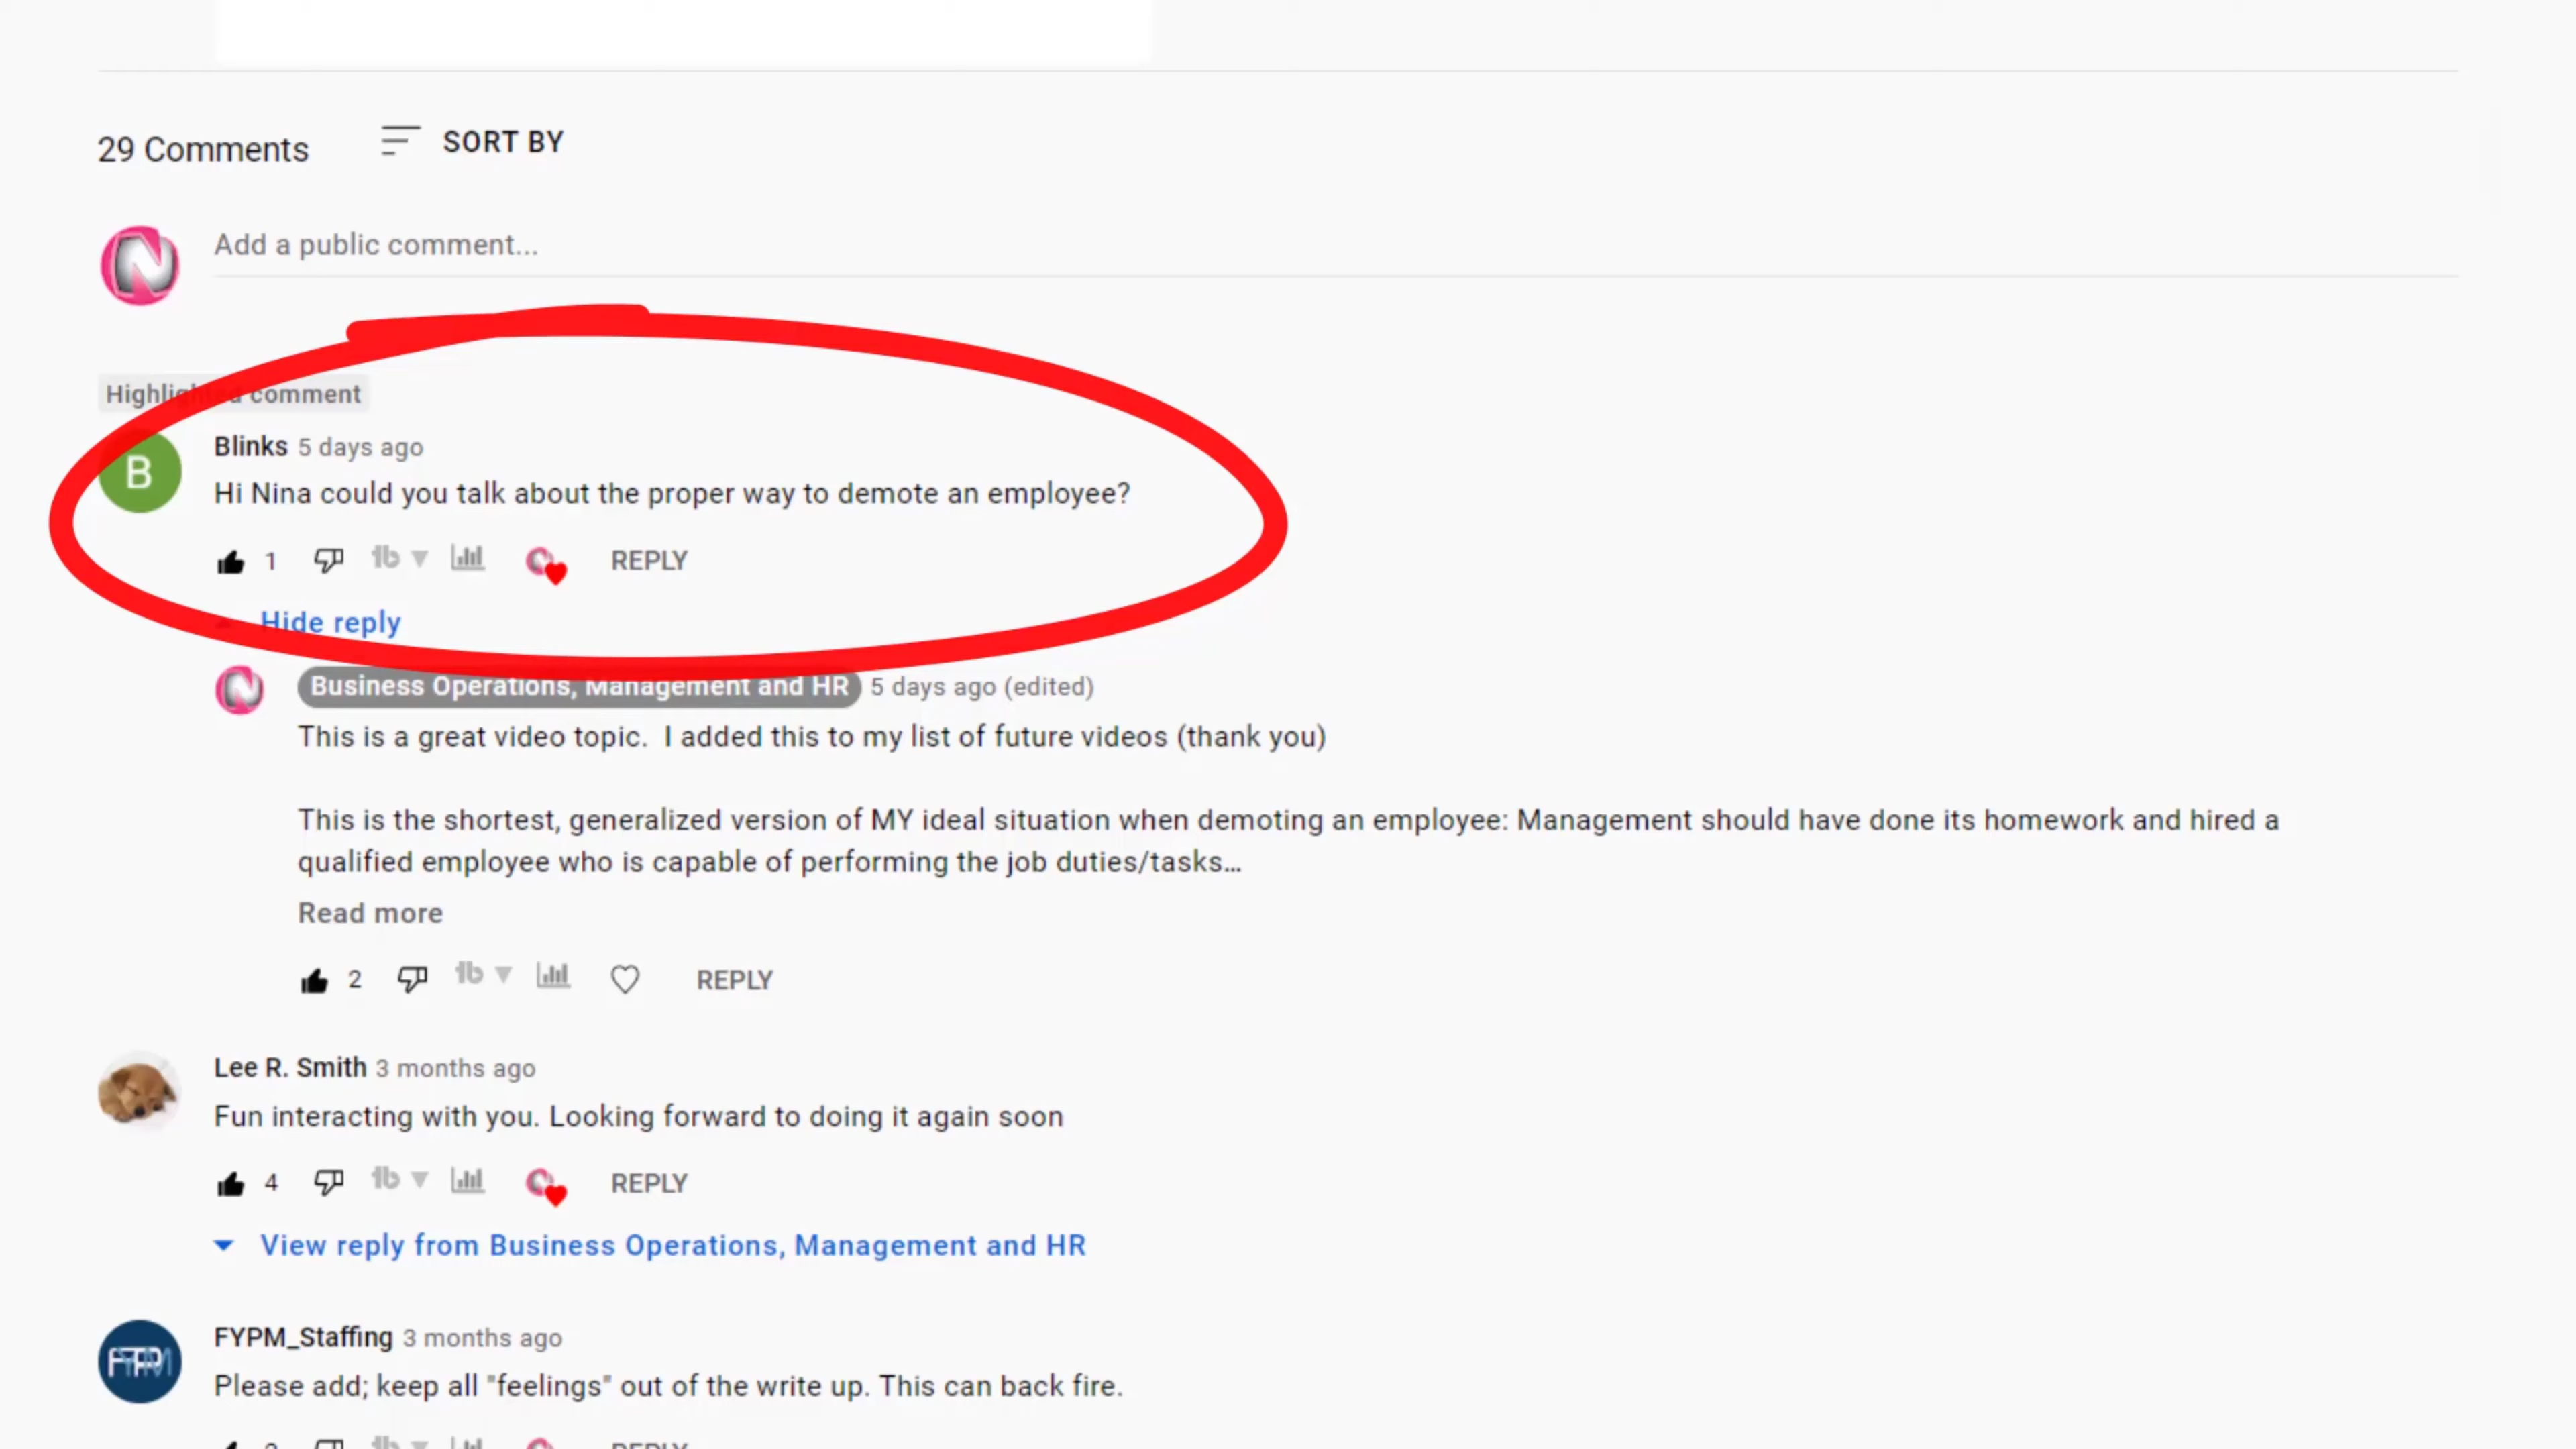 29 Comments
SORT BY
Add a public comment...
Highlighted comment
B
Blinks 5 days ago
Hi Nina could you talk about the proper way to demote an employee?
1
REPLY
Hide reply
Business Operations, Management and HR 5 days ago (edited)
This is a great video topic. I added this to my list of future videos (thank you)
This is the shortest, generalized version of MY ideal situation when demoting an employee: Management should have done its homework and hired a
qualified employee who is capable of performing the job duties/tasks...
Read more
2
REPLY
Lee R. Smith 3 months ago
Fun interacting with you. Looking forward to doing it again soon
4
REPLY
View reply from Business Operations, Management and HR
FYPM_Staffing 3 months ago
Please add; keep all "feelings" out of the write up. This can back fire.